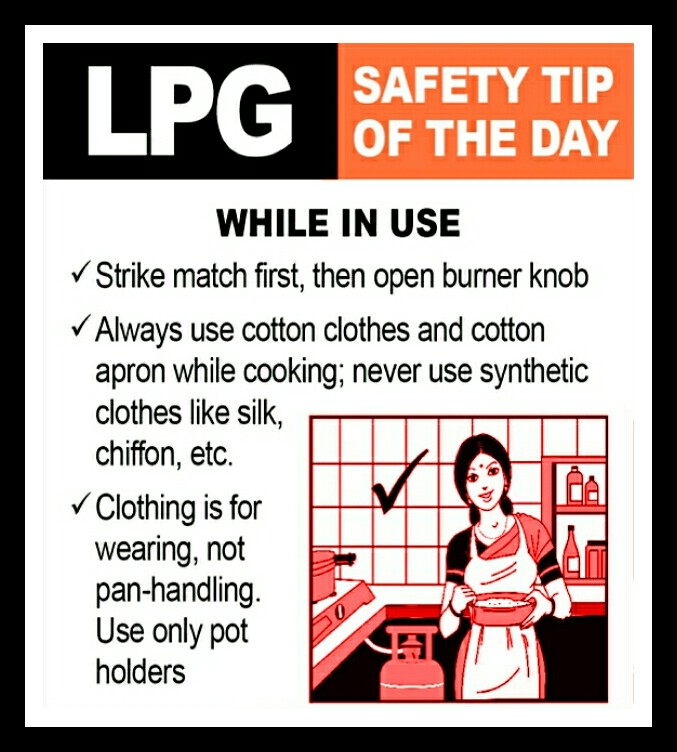 LPG
SAFETY TIP
OF THE DAY
WHILE IN USE
✓ Strike match first, then open burner knob
✓ Always use cotton clothes and cotton
apron while cooking; never use synthetic
clothes like silk,
chiffon, etc.
✓ Clothing is for
wearing, not
pan-handling.
Use only pot
holders